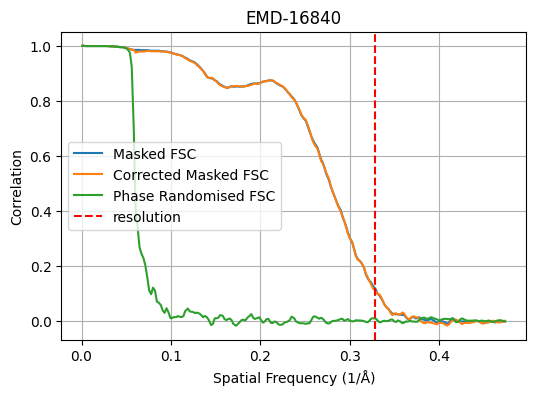 EMD-16840
1.0
0.8
0.6
0.4
0.2
0.0
Correlation
Masked FSC
Corrected Masked FSC
Phase Randomised FSC
resolution
0.0 0.1 0.2 0.3 0.4
Spatial Frequency (1/Å)